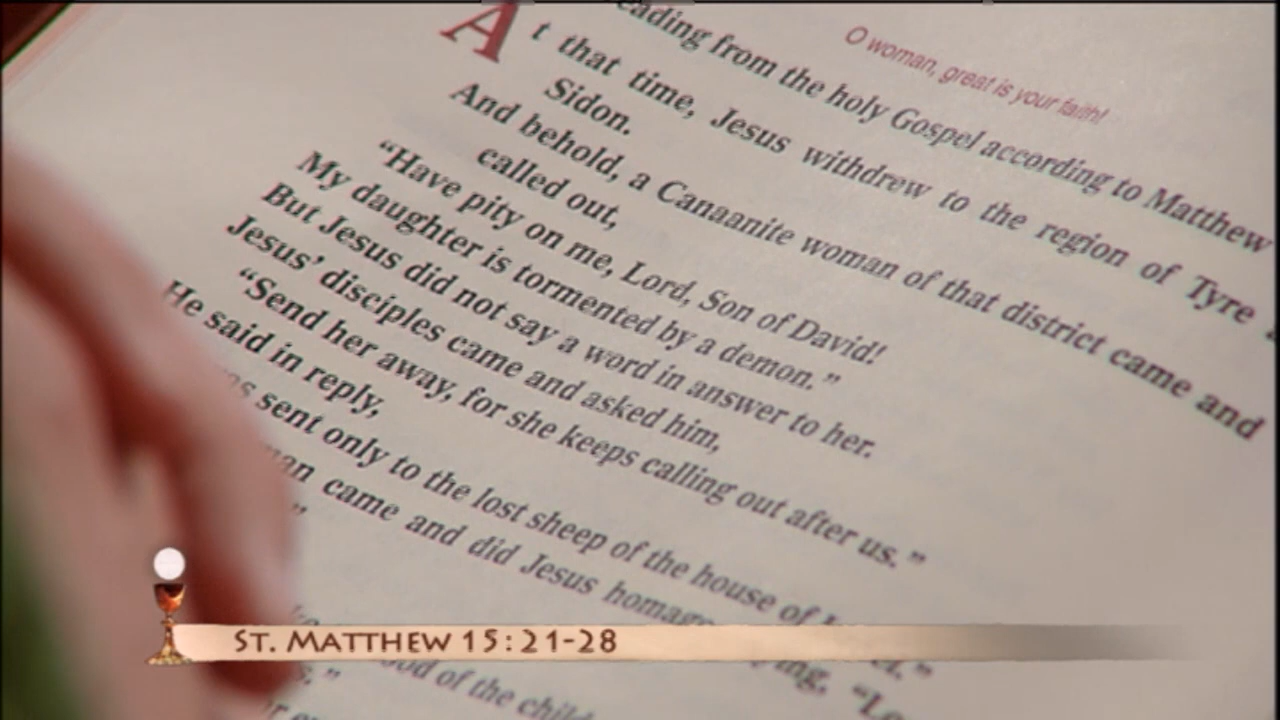 O woman, great is your faith!
reading from the holy Gospel according to Matthew
At that time, Jesus withdrew to the region of Tyre
Sidon.
And behold, a Canaanite woman of that district came and
called out,
“Have pity on me, Lord, Son of David!
My daughter is tormented by a demon.”
But Jesus did not say a word in answer to her.
Jesus’ disciples came and asked him,
“Send her away, for she keeps calling out after us.”
He said in reply,
sent only to the lost sheep of the house of
came and did Jesus
of the
ST. MATTHEW 15:21-28